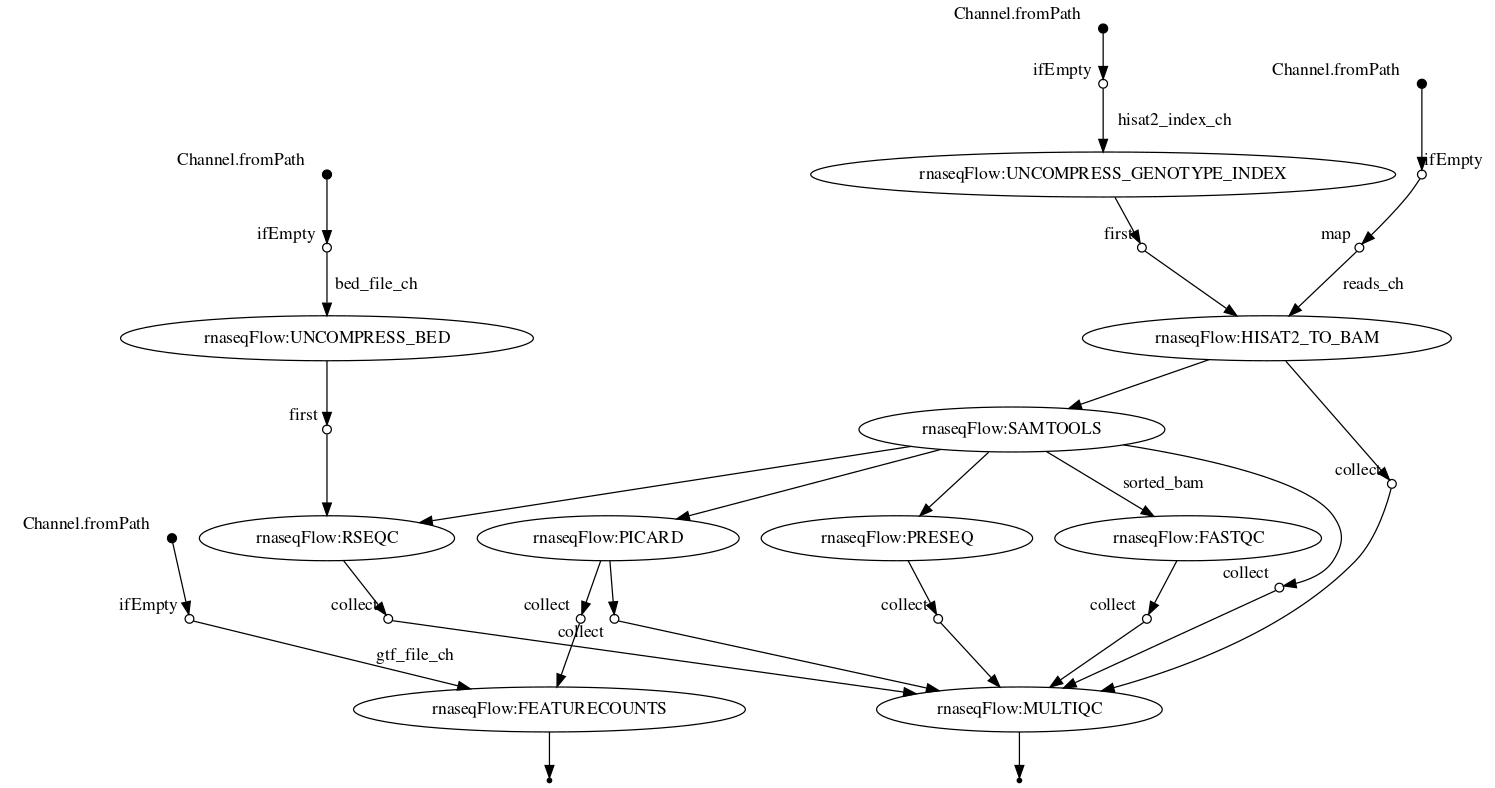 Channel.fromPath
ifEmpty
Channel.fromPath
hisat2_index_ch
Channel.fromPath
ifEmpty
rnaseqFlow:UNCOMPRESS_GENOTYPE_INDEX
ifEmpty
first
map
bed_file_ch
reads_ch
rnaseqFlow:UNCOMPRESS_BED
rnaseqFlow:HISAT2_TO_BAM
first
rnaseqFlow:SAMTOOLS
collect
sorted_bam
Channel.fromPath
rnaseqFlow:RSEQC
rnaseqFlow:PICARD
rnaseqFlow:PRESEQ
rnaseqFlow:FASTQC
collect
ifEmpty
collect
collect
collect
collect
collect
gtf_file_ch
rnaseqFlow:FEATURECOUNTS
rnaseqFlow:MULTIQC